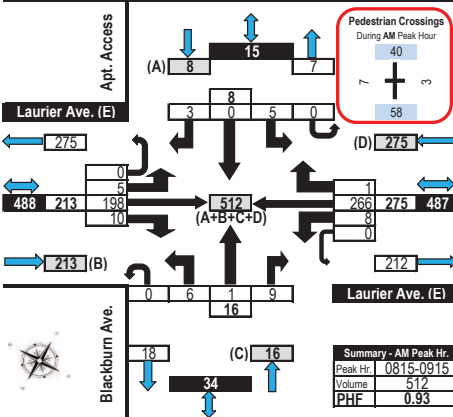 Apt. Access
(A) 8
15
7
Pedestrian Crossings
During AM Peak Hour
40
7
3
58
8
3 0 5 0
Laurier Ave. (E)
275
(D) 275
0
5
488 213 198
10
512
(A+B+C+D)
1
266 275 487
8
0
213 (B)
212
0 6 1 9
16
Laurier Ave. (E)
Blackburn Ave.
18
(C) 16
34
Summary - AM Peak Hr.
Peak Hr. 0815-0915
Volume 512
PHF 0.93